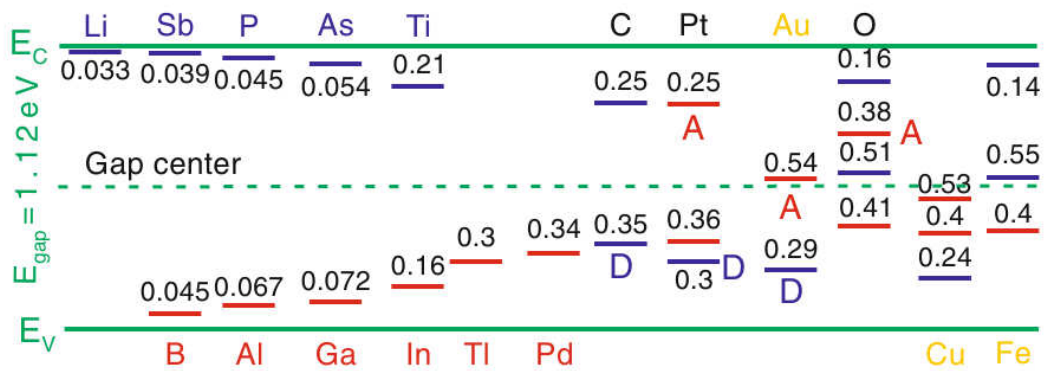 Li Sb P As Ti C Pt Au O
E_C
0.033 0.039 0.045 0.054 0.21 0.25 0.25 0.16 0.14
A
0.38 A
Gap center
0.54 0.51 0.55
A
0.53
E_gap = 1.12 eV
0.35 0.36 0.41 0.4 0.4
0.3 0.34
D D
0.3
0.29
D
0.24
0.045 0.067 0.072 0.16
E_V
B Al Ga In Tl Pd Cu Fe